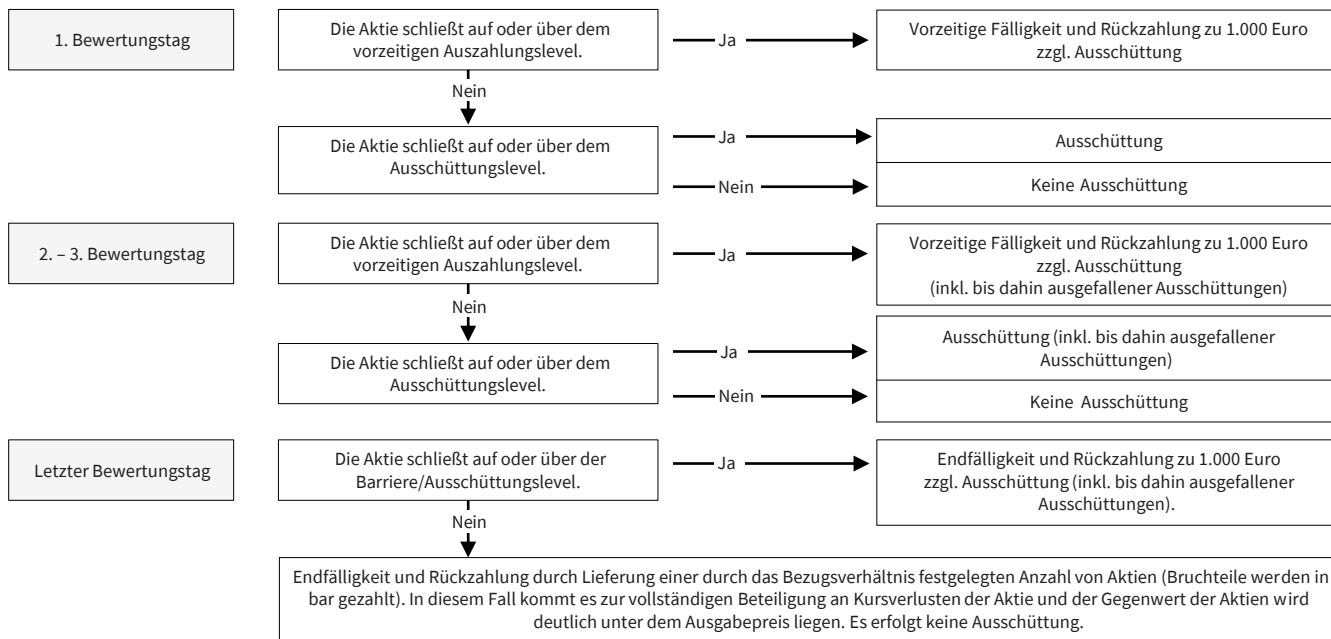 1. Bewertungstag
Die Aktie schließt auf oder über dem
vorzeitigen Auszahlungslevel.
Ja
Vorzeitige Fälligkeit und Rückzahlung zu 1.000 Euro
zzgl. Ausschüttung
Nein
Die Aktie schließt auf oder über dem
Ausschüttungslevel.
Ja
Ausschüttung
Nein
Keine Ausschüttung
2. – 3. Bewertungstag
Die Aktie schließt auf oder über dem
vorzeitigen Auszahlungslevel.
Ja
Vorzeitige Fälligkeit und Rückzahlung zu 1.000 Euro
zzgl. Ausschüttung
(inkl. bis dahin ausgefallener Ausschüttungen)
Nein
Die Aktie schließt auf oder über dem
Ausschüttungslevel.
Ja
Ausschüttung (inkl. bis dahin ausgefallener
Ausschüttungen)
Nein
Keine Ausschüttung
Letzter Bewertungstag
Die Aktie schließt auf oder über der
Barriere/Ausschüttungslevel.
Ja
Endfälligkeit und Rückzahlung zu 1.000 Euro
zzgl. Ausschüttung (inkl. bis dahin ausgefallener
Ausschüttungen).
Nein
Endfälligkeit und Rückzahlung durch Lieferung einer durch das Bezugsverhältnis festgelegten Anzahl von Aktien (Bruchteile werden in
bar gezahlt). In diesem Fall kommt es zur vollständigen Beteiligung an Kursverlusten der Aktie und der Gegenwert der Aktien wird
deutlich unter dem Ausgabepreis liegen. Es erfolgt keine Ausschüttung.